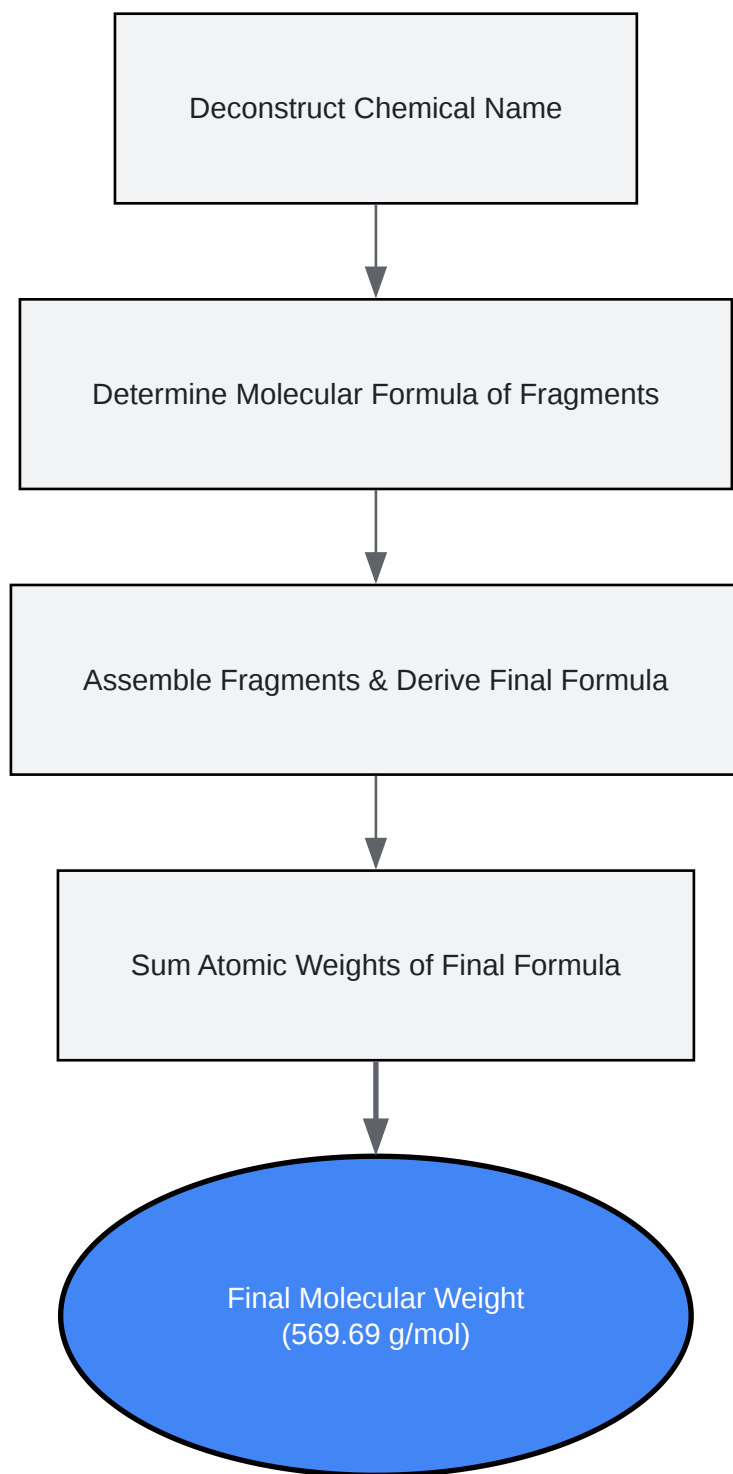 Deconstruct Chemical Name
Determine Molecular Formula of Fragments
Assemble Fragments & Derive Final Formula
Sum Atomic Weights of Final Formula
Final Molecular Weight
(569.69 g/mol)